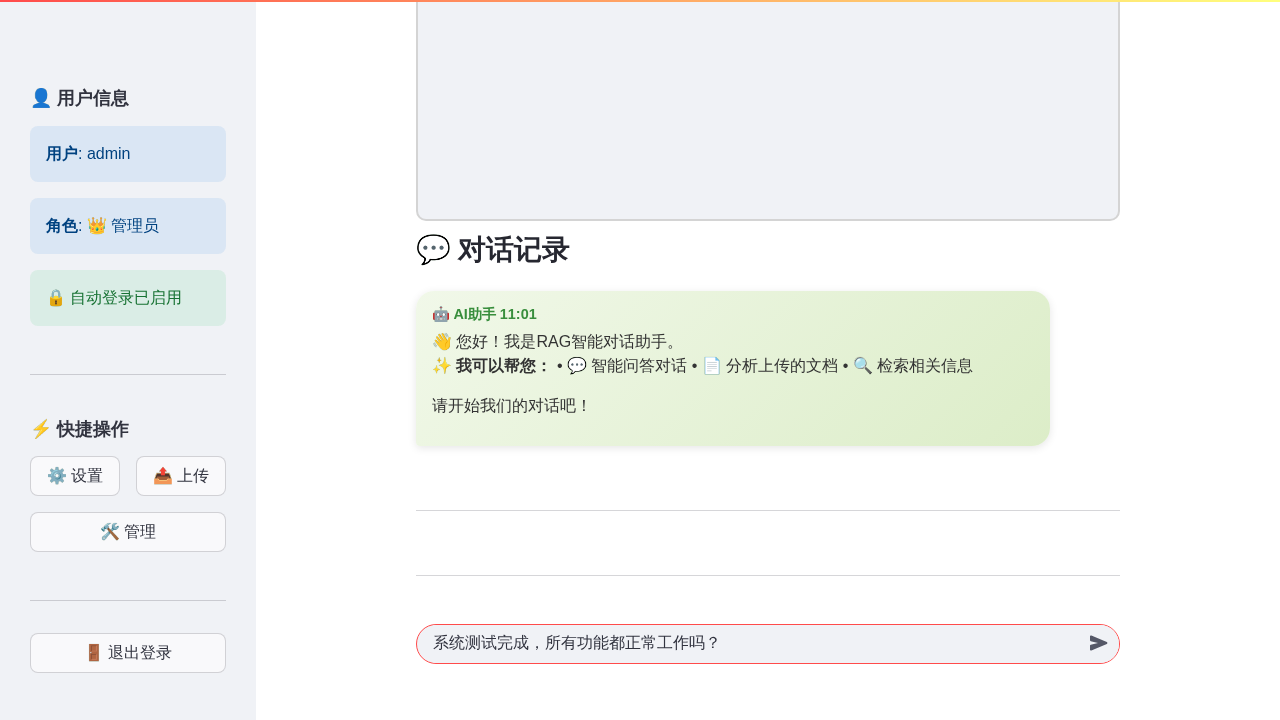 👤 用户信息
用户: admin
角色: 👑 管理员
🔒 自动登录已启用
⚡ 快捷操作
⚙️ 设置
📤 上传
🛠️ 管理
🚪 退出登录
💬 对话记录
🤖 AI助手 11:01
👋 您好！我是RAG智能对话助手。
✨ 我可以帮您： • 💬 智能问答对话 • 📄 分析上传的文档 • 🔍 检索相关信息
请开始我们的对话吧！
系统测试完成，所有功能都正常工作吗？